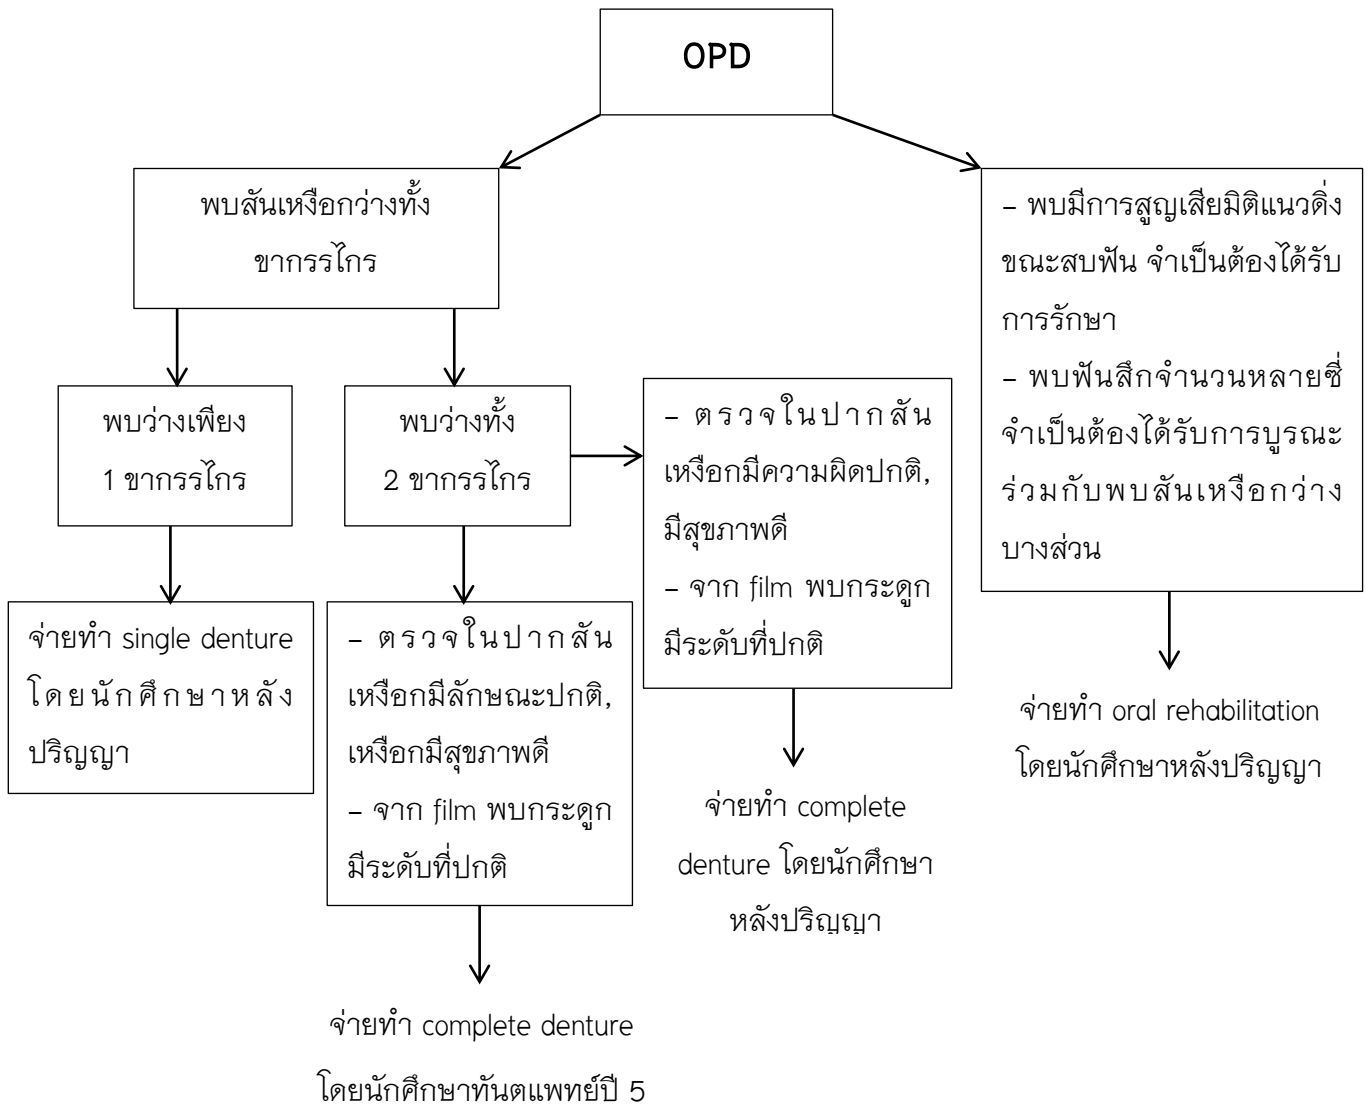 OPD
พบสันเหงือกว่างทั้ง
ขากรรไกร
– พบมีการสูญเสียมิติแนวดิ่ง
ขณะสบฟัน จำเป็นต้องได้รับ
การรักษา
– พบฟันสึกจำนวนหลายซี่
จำเป็นต้องได้รับการบูรณะ
ร่วมกับพบสันเหงือกว่าง
บางส่วน
พบว่างเพียง
1 ขากรรไกร
พบว่างทั้ง
2 ขากรรไกร
– ตรวจในปากสัน
เหงือกมีความผิดปกติ,
มีสุขภาพดี
– จาก film พบกระดูก
มีระดับที่ปกติ
จ่ายทำ single denture
โดยนักศึกษาหลัง
ปริญญา
– ตรวจในปากสัน
เหงือกมีลักษณะปกติ,
เหงือกมีสุขภาพดี
– จาก film พบกระดูก
มีระดับที่ปกติ
จ่ายทำ complete
denture โดยนักศึกษา
หลังปริญญา
จ่ายทำ oral rehabilitation
โดยนักศึกษาหลังปริญญา
จ่ายทำ complete denture
โดยนักศึกษาทันตแพทย์ปี 5